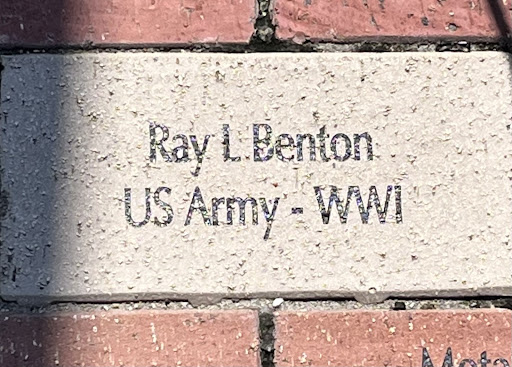 Ray L. Benton
US Army - WWI